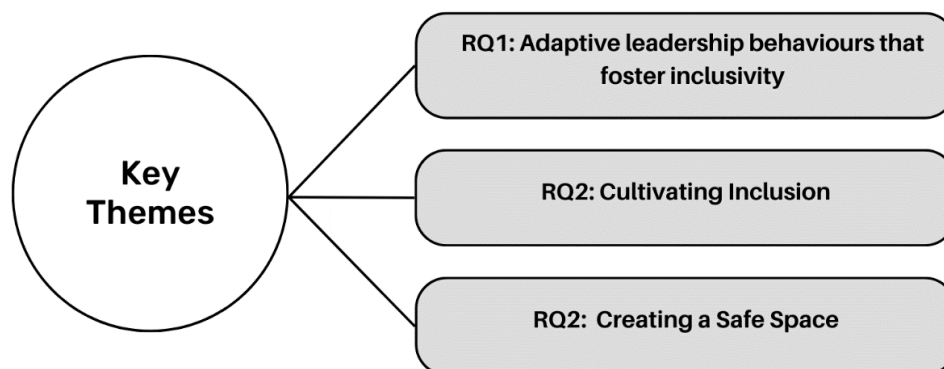 Key
Themes
RQ1: Adaptive leadership behaviours that
foster inclusivity
RQ2: Cultivating Inclusion
RQ2: Creating a Safe Space